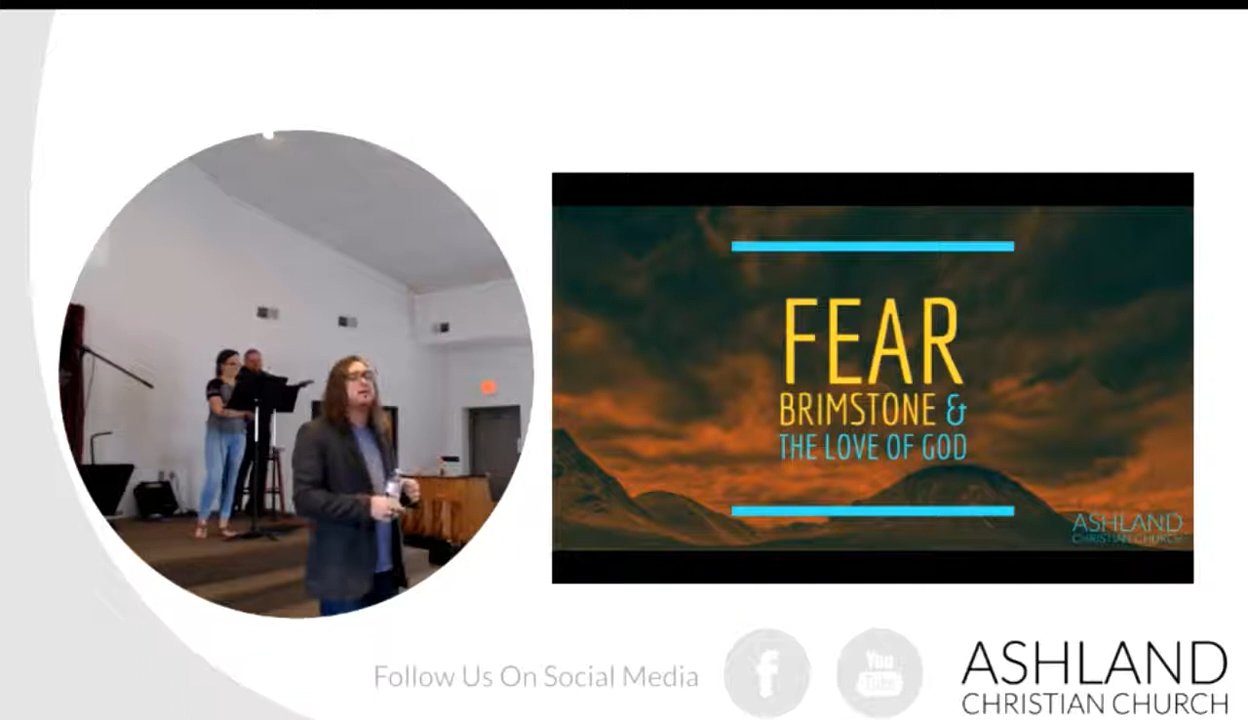 FEAR
BRIMSTONE &
THE LOVE OF GOD
ASHLAND
CHRISTIAN CHURCH
Follow Us On Social Media
f
You
Tube
ASHLAND
CHRISTIAN CHURCH